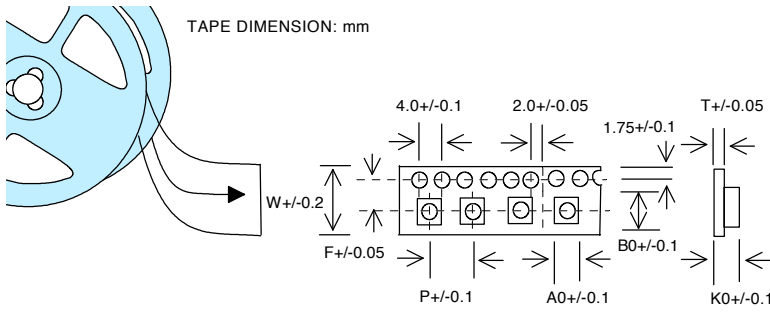 TAPE DIMENSION: mm
4.0+/-0.1
2.0+/-0.05
T+/-0.05
1.75+/-0.1
W+/-0.2
F+/-0.05
B0+/-0.1
P+/-0.1
A0+/-0.1
K0+/-0.1